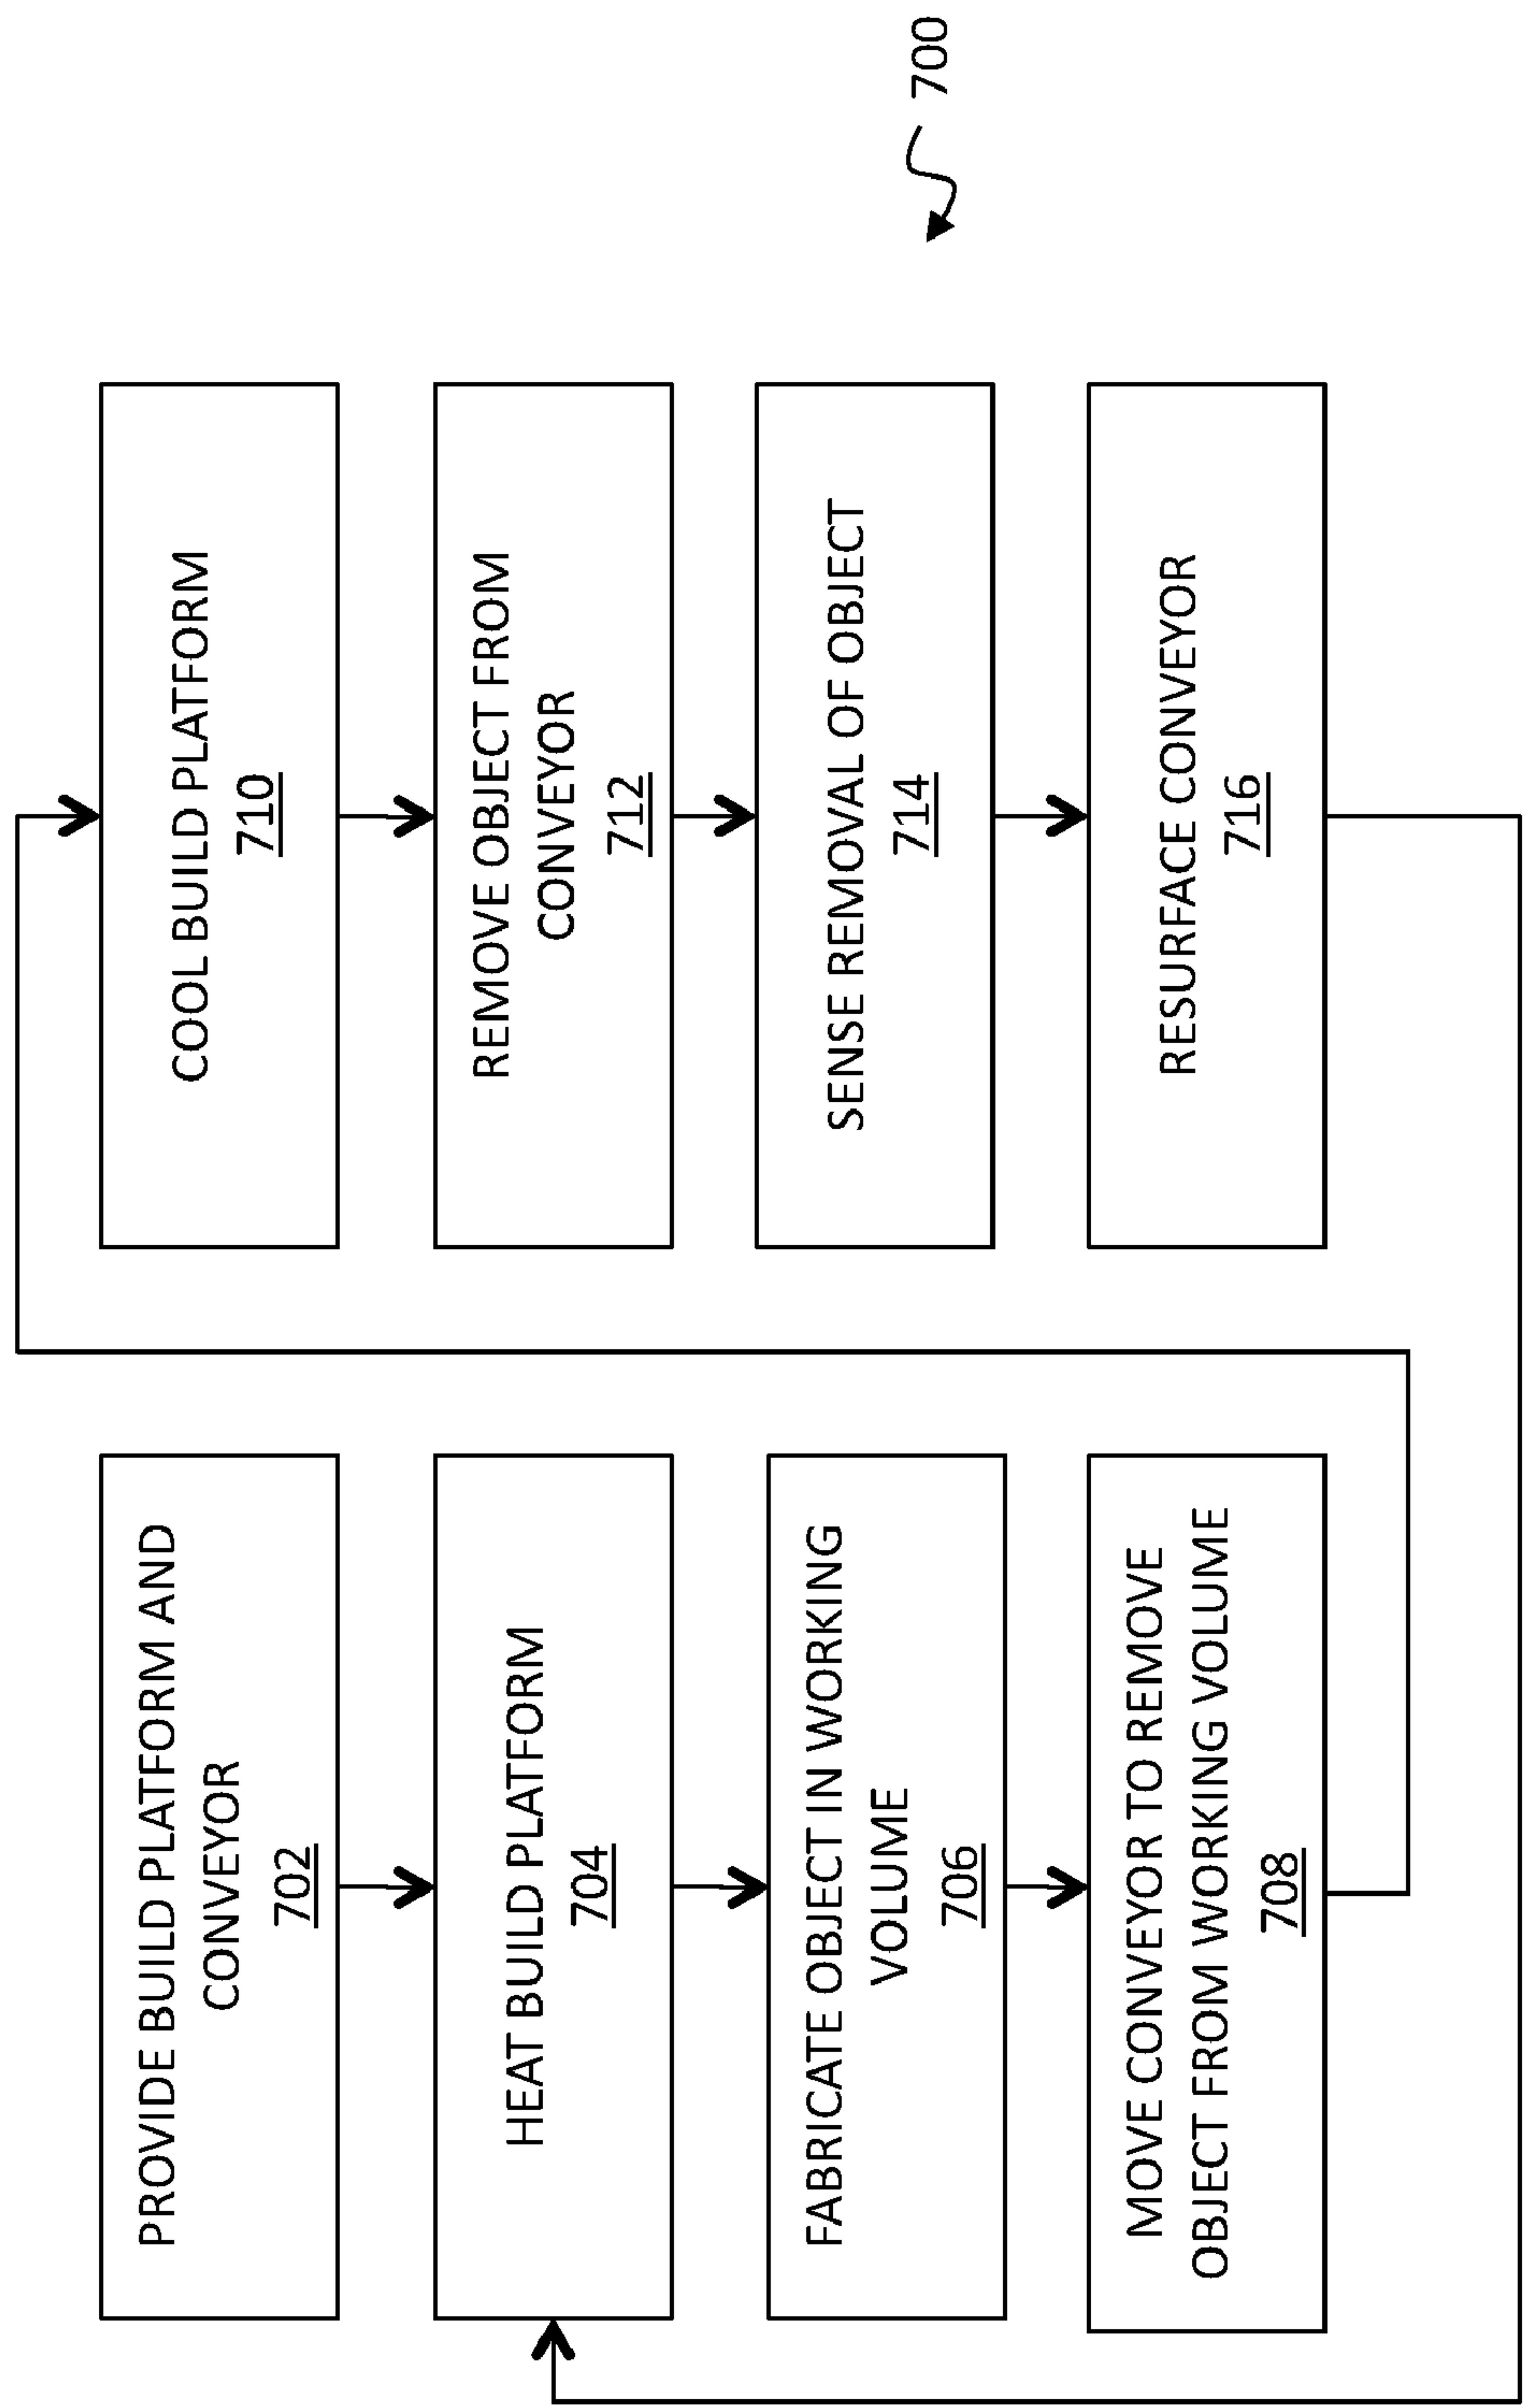 PROVIDE BUILD PLATFORM AND
CONVEYOR
702
HEAT BUILD PLATFORM
704
FABRICATE OBJECT IN WORKING
VOLUME
706
MOVE CONVEYOR TO REMOVE
OBJECT FROM WORKING VOLUME
708
COOL BUILD PLATFORM
710
REMOVE OBJECT FROM
CONVEYOR
712
SENSE REMOVAL OF OBJECT
714
RESURFACE CONVEYOR
716
700